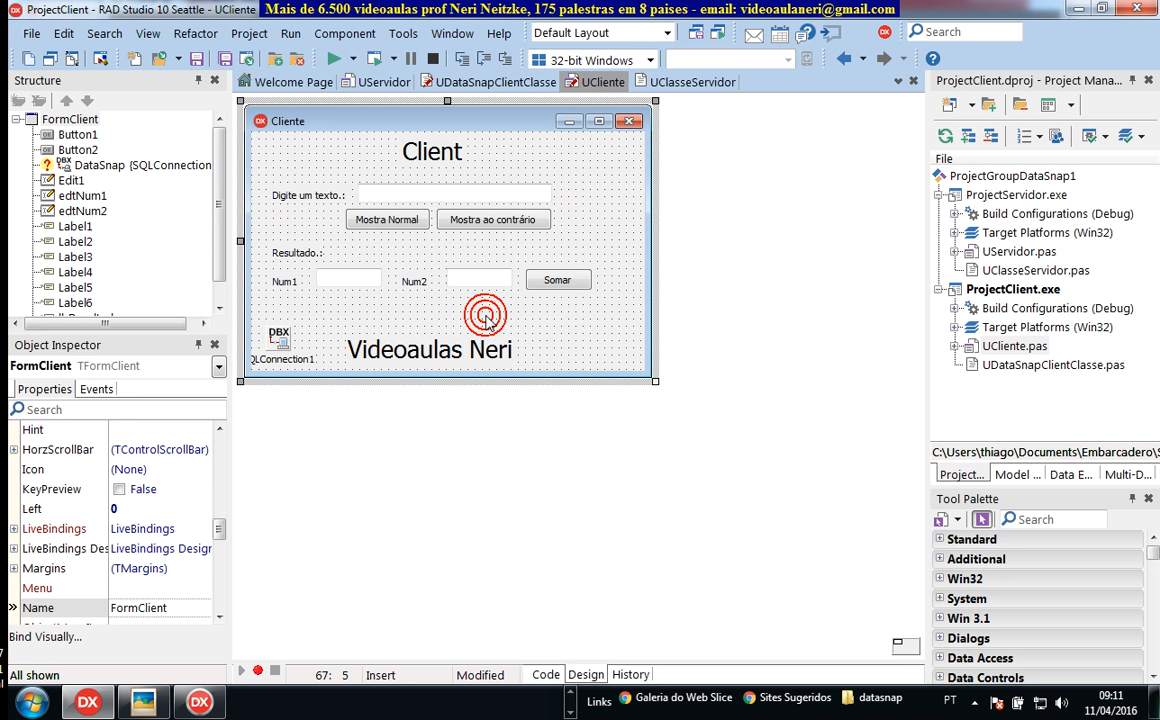 ProjectClient - RAD Studio 10 Seattle - UCliente
Mais de 6.500 videoaulas prof Neri Neitzke, 175 palestras em 8 paises - email: videoaulaneri@gmail.com
File Edit Search View Refactor Project Run Component Tools Window Help
Default Layout
Search
32-bit Windows
Structure
Welcome Page
UServidor
UDataSnapClientClasse
UCliente
UClasseServidor
ProjectClient.dproj - Project Mana...
FormClient
Button1
Button2
DataSnap {SQLConnection
Edit1
edtNum1
edtNum2
Label1
Label2
Label3
Label4
Label5
Label6
Cliente
Client
Digite um texto.:
Mostra Normal
Mostra ao contrário
Resultado.:
Num1
Num2
Somar
DBX
QLConnection1
Videoaulas Neri
File
ProjectGroupDataSnap1
ProjectServidor.exe
Build Configurations (Debug)
Target Platforms (Win32)
UServidor.pas
UClasseServidor.pas
ProjectClient.exe
Build Configurations (Debug)
Target Platforms (Win32)
UCliente.pas
UDataSnapClientClasse.pas
C:\Users\thiago\Documents\Embarcadero\S
Project... Model ... Data E... Multi-D...
Object Inspector
FormClient TFormClient
Properties Events
Search
Hint
HorzScrollBar (TControlScrollBar)
Icon (None)
KeyPreview False
Left 0
LiveBindings LiveBindings
LiveBindings Des LiveBindings Design
Margins (TMargins)
Menu
Name FormClient
Bind Visually...
All shown
Tool Palette
Search
Standard
Additional
Win32
System
Win 3.1
Dialogs
Data Access
Data Controls
67: 5 Insert Modified Code Design History
Links Galeria do Web Slice Sites Sugeridos datasnap PT
09:11
11/04/2016